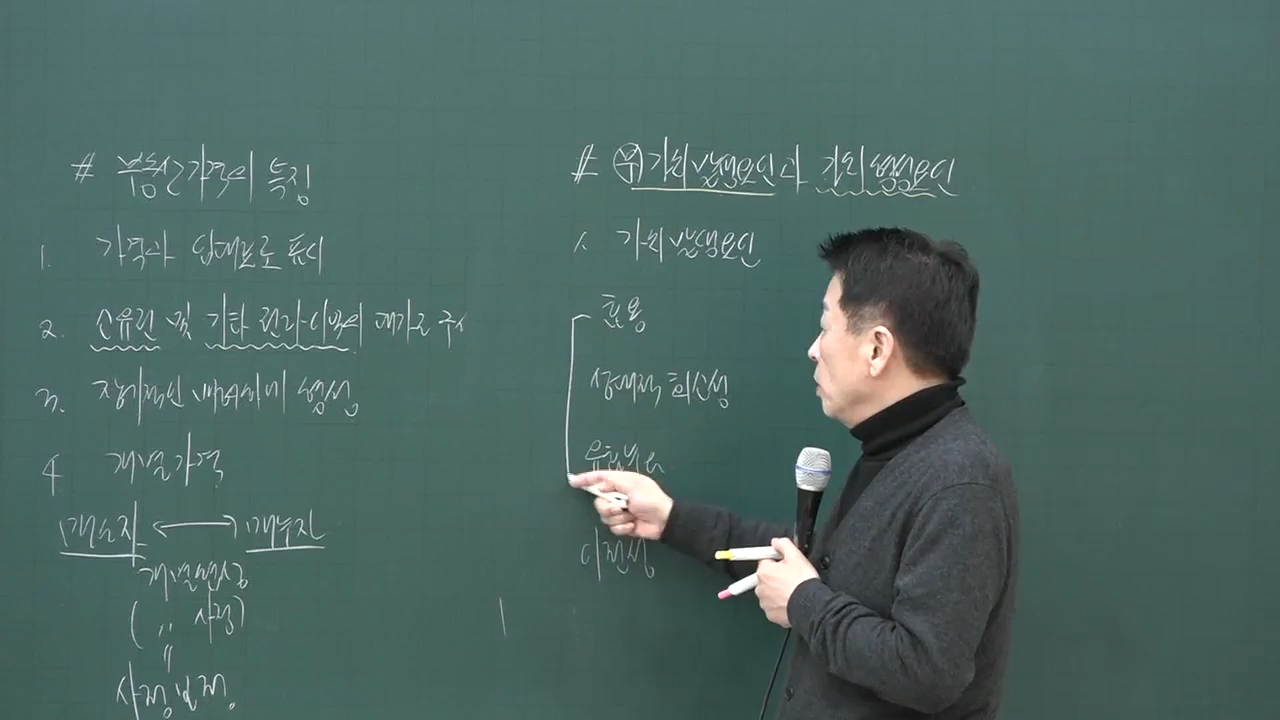 # 부동산가격의 특징
1. 가격과 임대료로 표시
2. 소유권 및 기타 권리·이익의 대가로 주
3. 장기적인 배려하에 형성
4. 개별가격
매도자 ↔ 매수자
개별현상
( 〃 사정)
〃
사정보정
# 부 가치발생요인과 가치형성요인
1. 가치발생요인
효용
상대적 희소성
유효수요
이전성